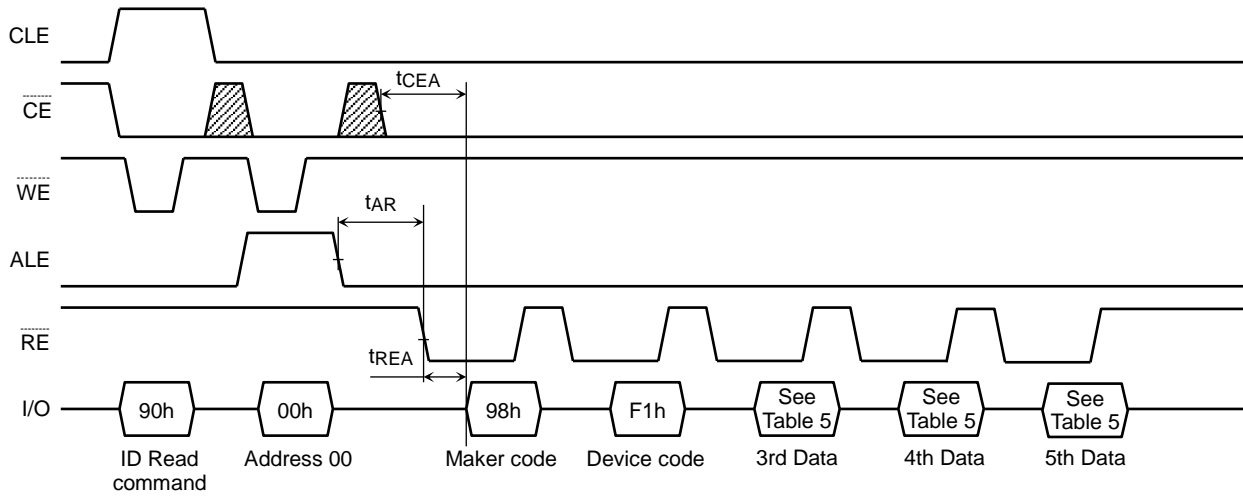 CLE
tCEA
CE
WE
tAR
ALE
RE
tREA
I/O 90h 00h 98h F1h See Table 5 See Table 5 See Table 5
ID Read command Address 00 Maker code Device code 3rd Data 4th Data 5th Data